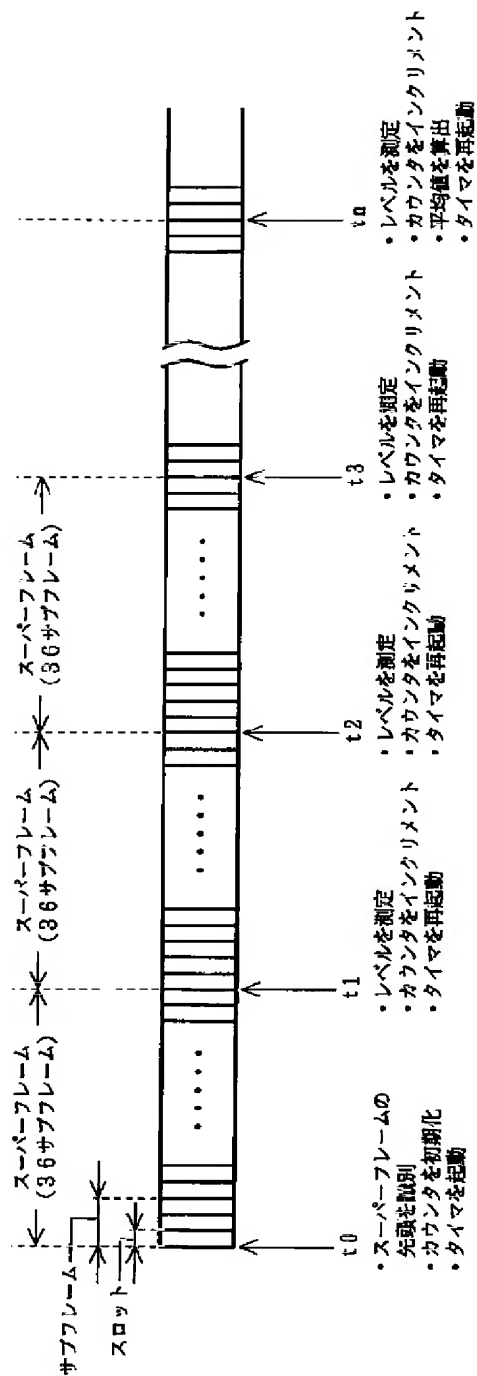 スーパーフレーム
(36サブフレーム)
スーパーフレーム
(36サブフレーム)
スーパーフレーム
(36サブフレーム)
サブフレーム
スロット
t0
・スーパーフレームの
先頭を識別
・カウンタを初期化
・タイマを起動
t1
・レベルを測定
・カウンタをインクリメント
・タイマを再起動
t2
・レベルを測定
・カウンタをインクリメント
・タイマを再起動
t3
・レベルを測定
・カウンタをインクリメント
・タイマを再起動
tn
・レベルを測定
・カウンタをインクリメント
・平均値を算出
・タイマを再起動